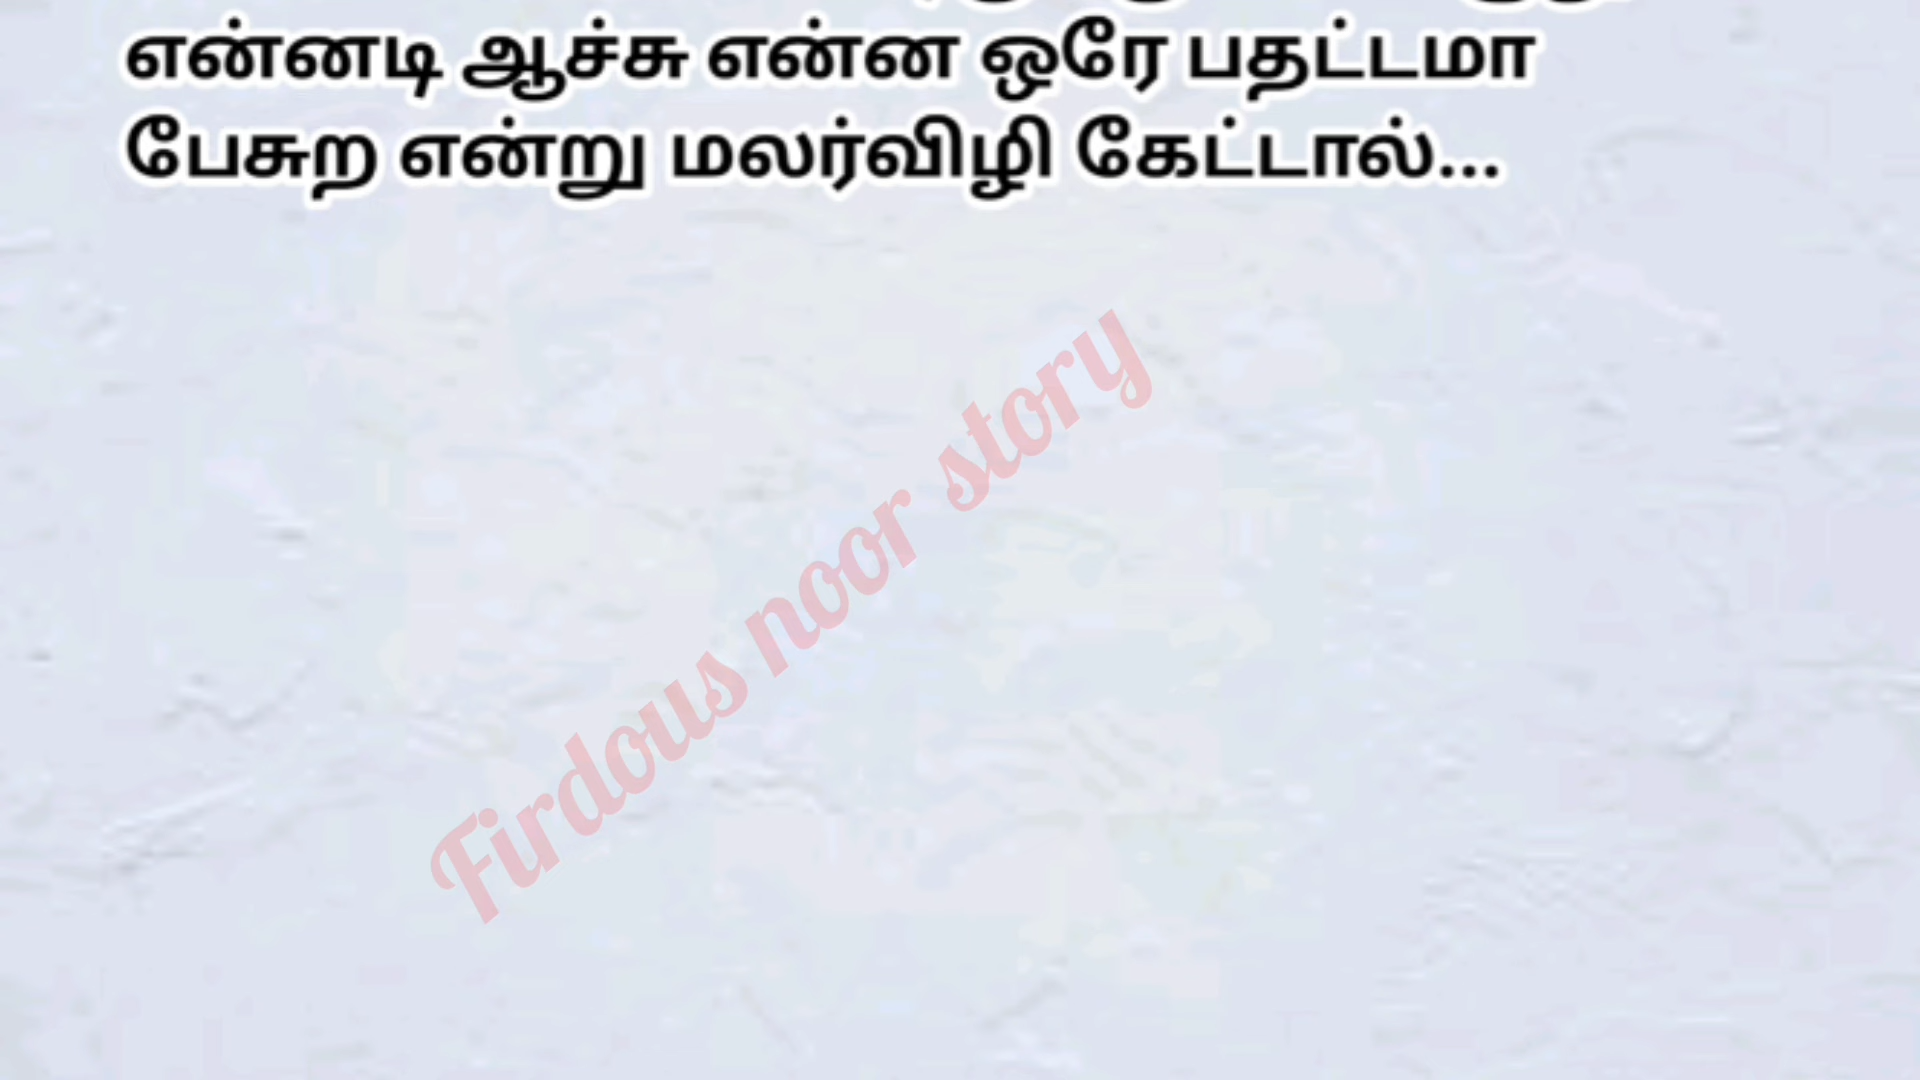 என்னடி ஆச்சு என்ன ஒரே பதட்டமா
பேசுற என்று மலர்விழி கேட்டால்...
Firdous noor story